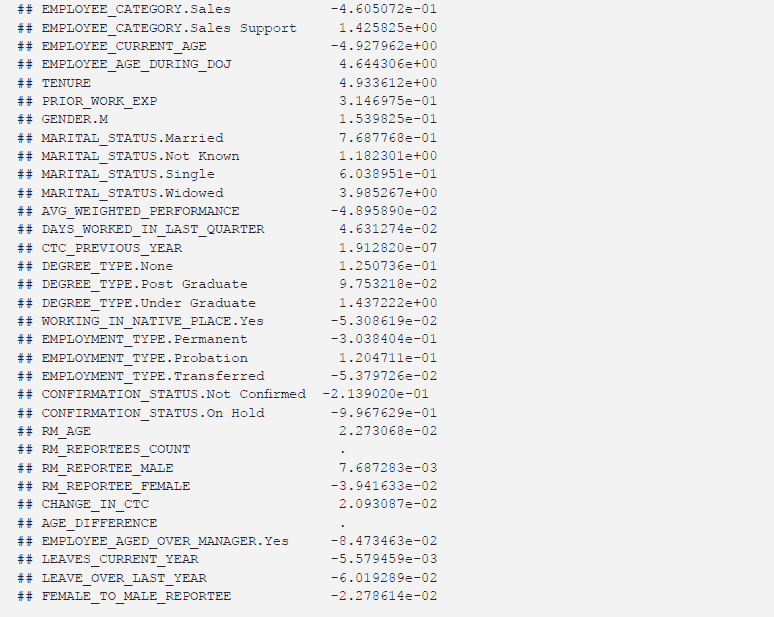 ## EMPLOYEE_CATEGORY.Sales -4.605072e-01
## EMPLOYEE_CATEGORY.Sales Support 1.425825e+00
## EMPLOYEE_CURRENT_AGE -4.927962e+00
## EMPLOYEE_AGE_DURING_DOJ 4.644306e+00
## TENURE 4.933612e+00
## PRIOR_WORK_EXP 3.146975e-01
## GENDER.M 1.539825e-01
## MARITAL_STATUS.Married 7.687768e-01
## MARITAL_STATUS.Not Known 1.182301e+00
## MARITAL_STATUS.Single 6.038951e-01
## MARITAL_STATUS.Widowed 3.985267e+00
## AVG_WEIGHTED_PERFORMANCE -4.895890e-02
## DAYS_WORKED_IN_LAST_QUARTER 4.631274e-02
## CTC_PREVIOUS_YEAR 1.912820e-07
## DEGREE_TYPE.None 1.250736e-01
## DEGREE_TYPE.Post Graduate 9.753218e-02
## DEGREE_TYPE.Under Graduate 1.437222e+00
## WORKING_IN_NATIVE_PLACE.Yes -5.308619e-02
## EMPLOYMENT_TYPE.Permanent -3.038404e-01
## EMPLOYMENT_TYPE.Probation 1.204711e-01
## EMPLOYMENT_TYPE.Transferred -5.379726e-02
## CONFIRMATION_STATUS.Not Confirmed -2.139020e-01
## CONFIRMATION_STATUS.On Hold -9.967629e-01
## RM_AGE 2.273068e-02
## RM_REPORTEES_COUNT .
## RM_REPORTEE_MALE 7.687283e-03
## RM_REPORTEE_FEMALE -3.941633e-02
## CHANGE_IN_CTC 2.093087e-02
## AGE_DIFFERENCE .
## EMPLOYEE_AGED_OVER_MANAGER.Yes -8.473463e-02
## LEAVES_CURRENT_YEAR -5.579459e-03
## LEAVE_OVER_LAST_YEAR -6.019289e-02
## FEMALE_TO_MALE_REPORTEE -2.278614e-02